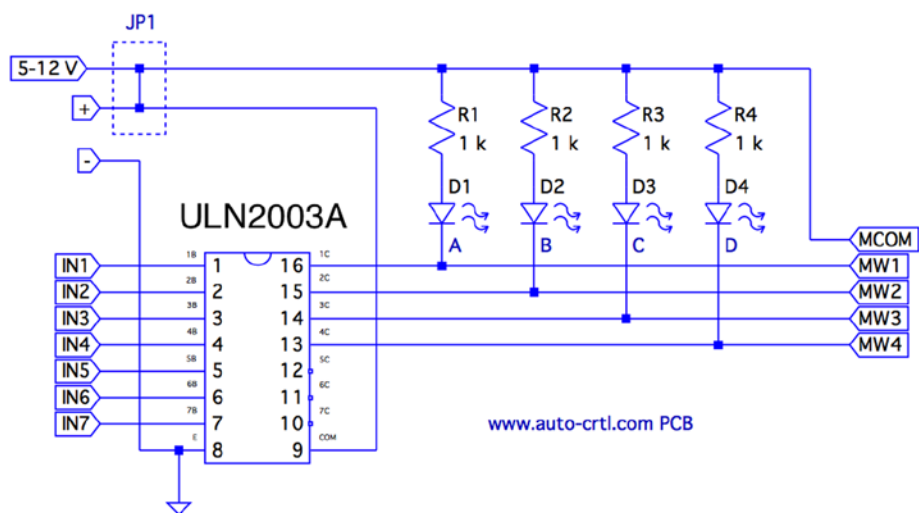 JP1
5-12 V
+
-
R1
1 k
R2
1 k
R3
1 k
R4
1 k
D1
D2
D3
D4
A
B
C
D
ULN2003A
MCOM
IN1 1B 1 16 1C MW1
IN2 2B 2 15 2C MW2
IN3 3B 3 14 3C MW3
IN4 4B 4 13 4C MW4
IN5 5B 5 12 5C
IN6 6B 6 11 6C
IN7 7B 7 10 7C
E 8 9 COM
www.auto-crtl.com PCB